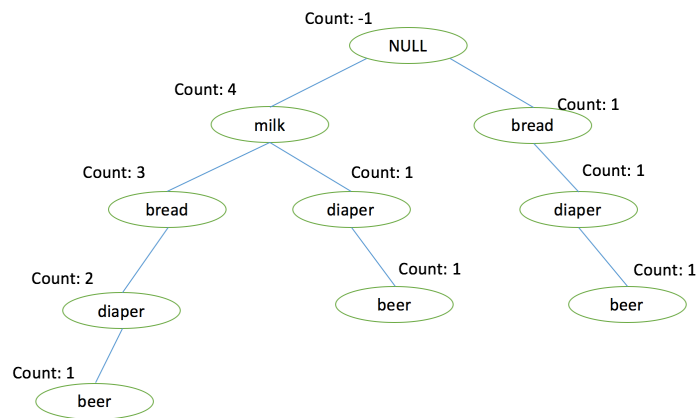 Count: -1
NULL
Count: 4
milk
Count: 1
bread
Count: 3
bread
Count: 1
diaper
Count: 1
diaper
Count: 2
diaper
Count: 1
beer
Count: 1
beer
Count: 1
beer